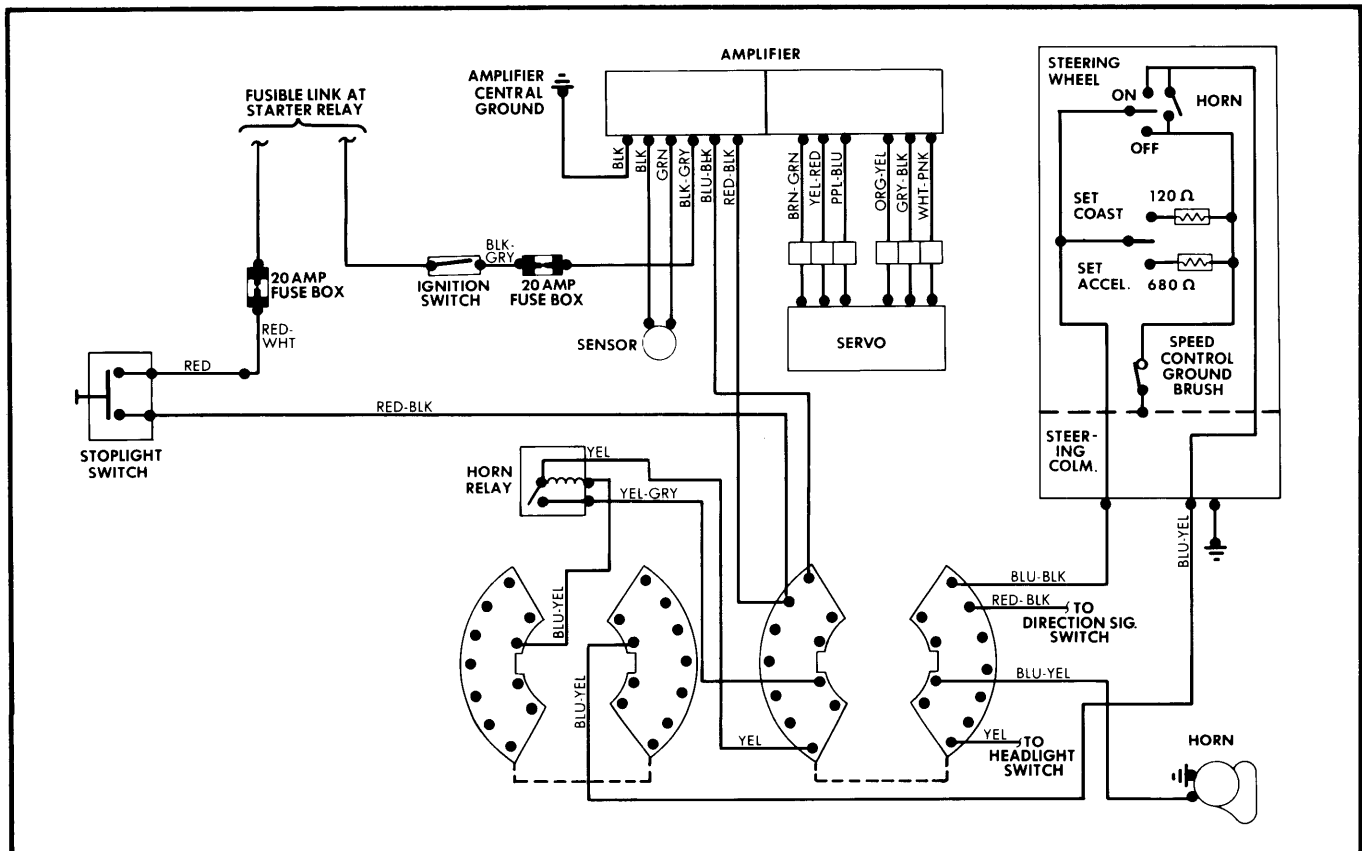 AMPLIFIER
AMPLIFIER
CENTRAL
GROUND
FUSIBLE LINK AT
STARTER RELAY
STEERING
WHEEL
ON
HORN
OFF
BLK
BLK
GRN
BLK-GRY
BLU-BLK
RED-BLK
BRN-GRN
YEL-RED
PPL-BLU
ORG-YEL
GRY-BLK
WHT-PNK
SET
COAST
120 Ω
SET
ACCEL.
680 Ω
BLK-
GRY
20 AMP
FUSE BOX
IGNITION
SWITCH
20 AMP
FUSE BOX
RED-
WHT
SENSOR
SERVO
SPEED
CONTROL
GROUND
BRUSH
RED
RED-BLK
STOPLIGHT
SWITCH
STEER-
ING
COLM.
HORN
RELAY
YEL
YEL-GRY
BLU-YEL
BLU-YEL
BLU-YEL
BLU-BLK
RED-BLK
TO
DIRECTION SIG.
SWITCH
BLU-YEL
YEL
YEL
TO
HEADLIGHT
SWITCH
HORN